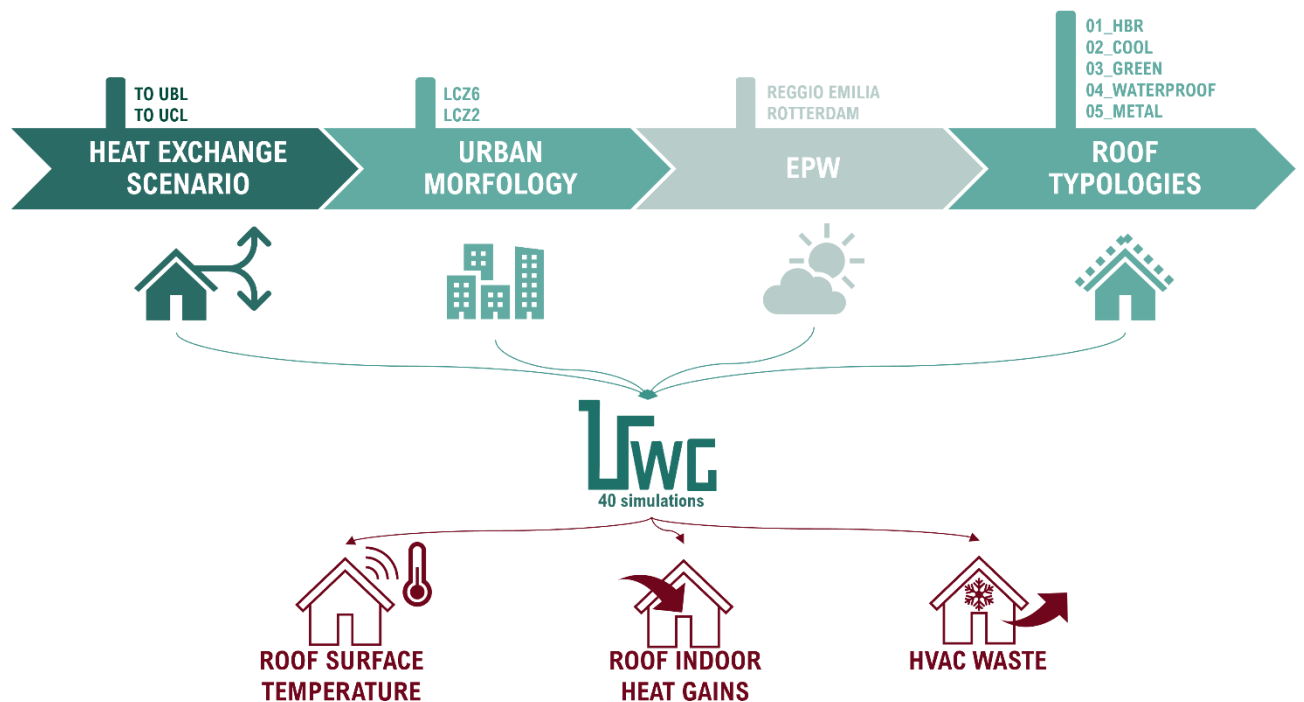 TO UBL
TO UCL
LCZ6
LCZ2
REGGIO EMILIA
ROTTERDAM
01_HBR
02_COOL
03_GREEN
04_WATERPROOF
05_METAL
HEAT EXCHANGE
SCENARIO
URBAN
MORFOLOGY
EPW
ROOF
TYPOLOGIES
UWG
40 simulations
ROOF SURFACE
TEMPERATURE
ROOF INDOOR
HEAT GAINS
HVAC WASTE